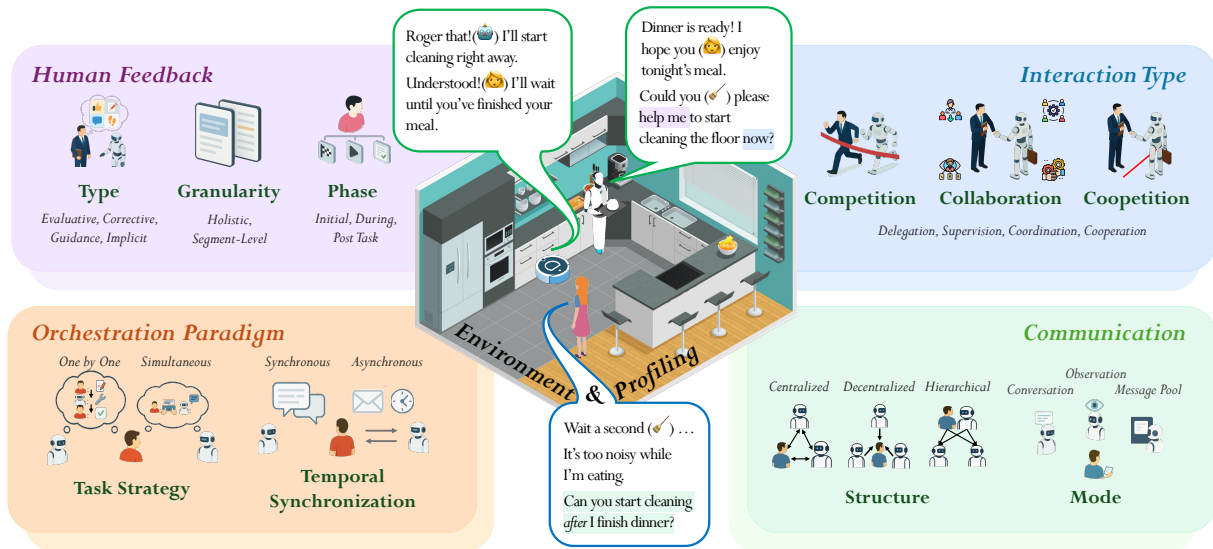 Human Feedback
Type
Evaluative, Corrective,
Guidance, Implicit
Granularity
Holistic,
Segment-Level
Phase
Initial, During,
Post Task
Roger that!(🤖) I'll start
cleaning right away.
Understood!(👩) I'll wait
until you've finished your
meal.
Dinner is ready! I
hope you (👩) enjoy
tonight's meal.
Could you (🧹) please
help me to start
cleaning the floor now?
Interaction Type
Competition
Collaboration
Coopetition
Delegation, Supervision, Coordination, Cooperation
Orchestration Paradigm
One by One
Simultaneous
Task Strategy
Synchronous
Asynchronous
Temporal
Synchronization
Environment & Profiling
Wait a second (🧹) …
It's too noisy while
I'm eating.
Can you start cleaning
after I finish dinner?
Communication
Centralized
Decentralized
Hierarchical
Structure
Conversation
Observation
Message Pool
Mode